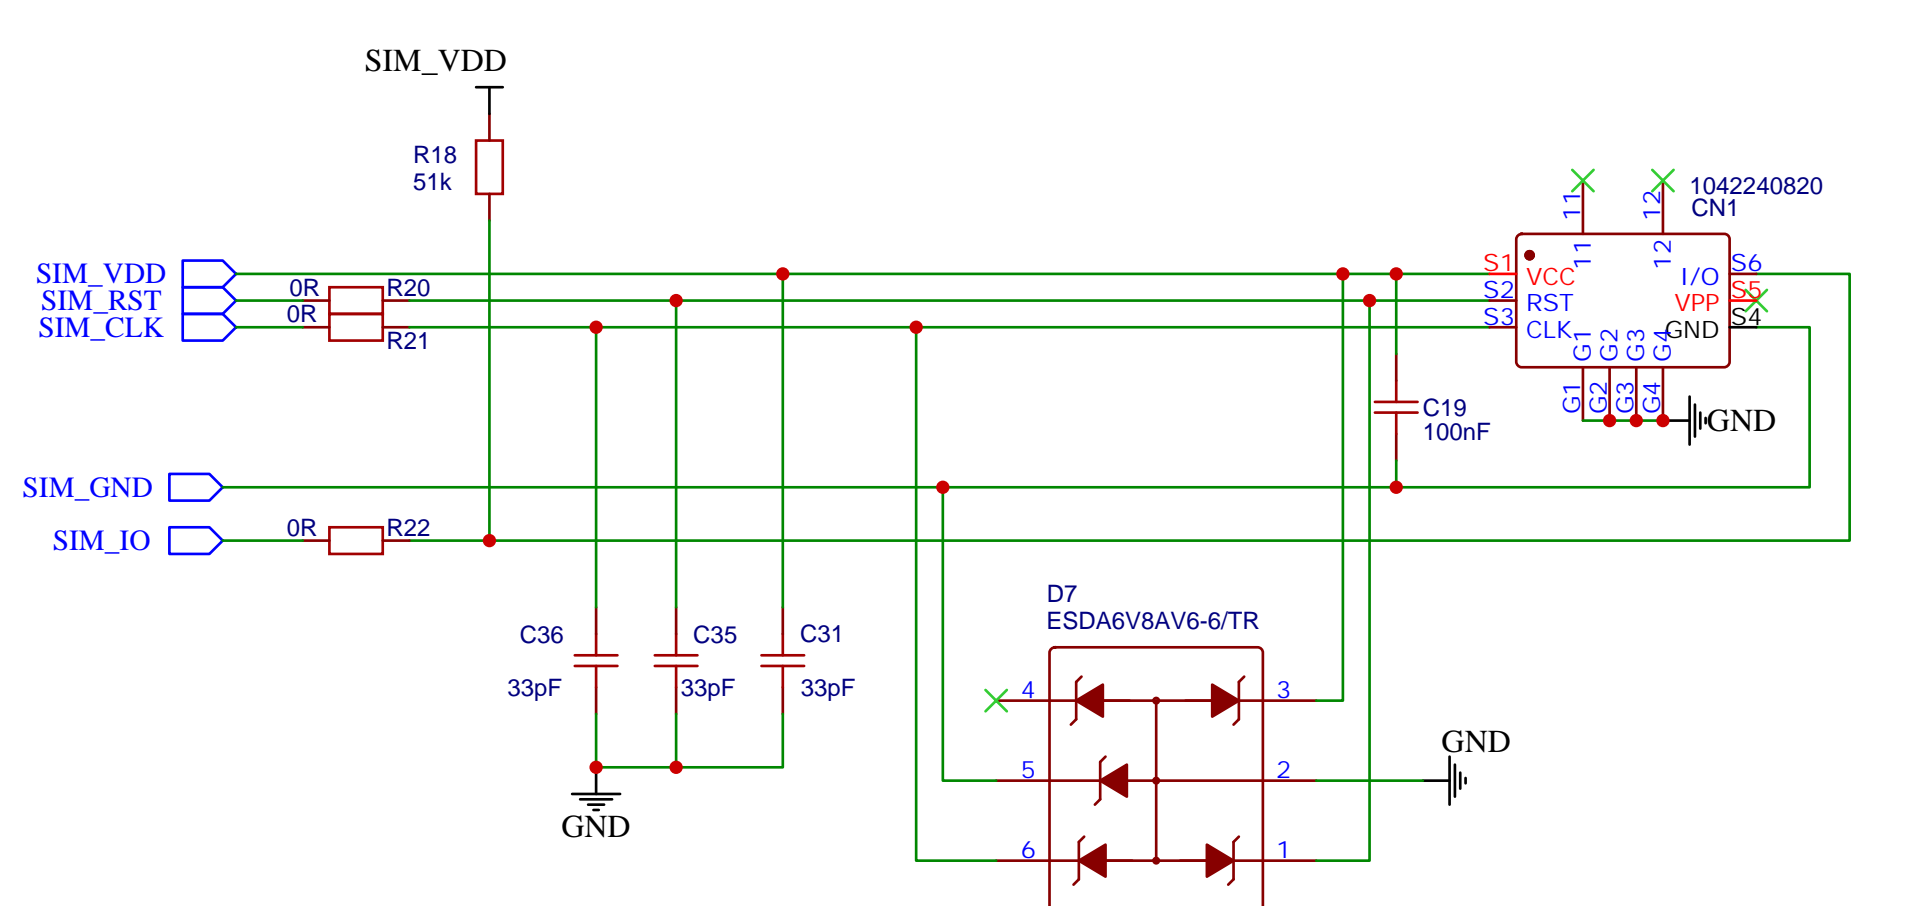 SIM_VDD
R18
51k
1042240820
CN1
11
12
11
12
SIM_VDD
SIM_RST
SIM_CLK
0R
R20
0R
R21
S1
S2
S3
VCC
RST
CLK
I/O
VPP
GND
S6
S5
S4
G1
G2
G3
G4
G1
G2
G3
G4
GND
C19
100nF
SIM_GND
SIM_IO
0R
R22
D7
ESDA6V8AV6-6/TR
C36
33pF
C35
33pF
C31
33pF
GND
4
3
5
2
6
1
GND